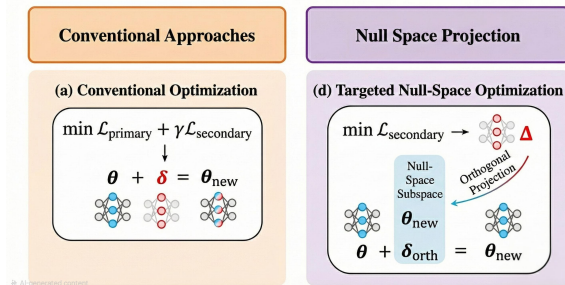 Conventional Approaches
(a) Conventional Optimization
min ℒprimary + γℒsecondary
θ + δ = θnew
Null Space Projection
(d) Targeted Null-Space Optimization
min ℒsecondary → Δ
Orthogonal
Projection
Null-
Space
Subspace
θnew
θ + δorth = θnew
AI-generated content